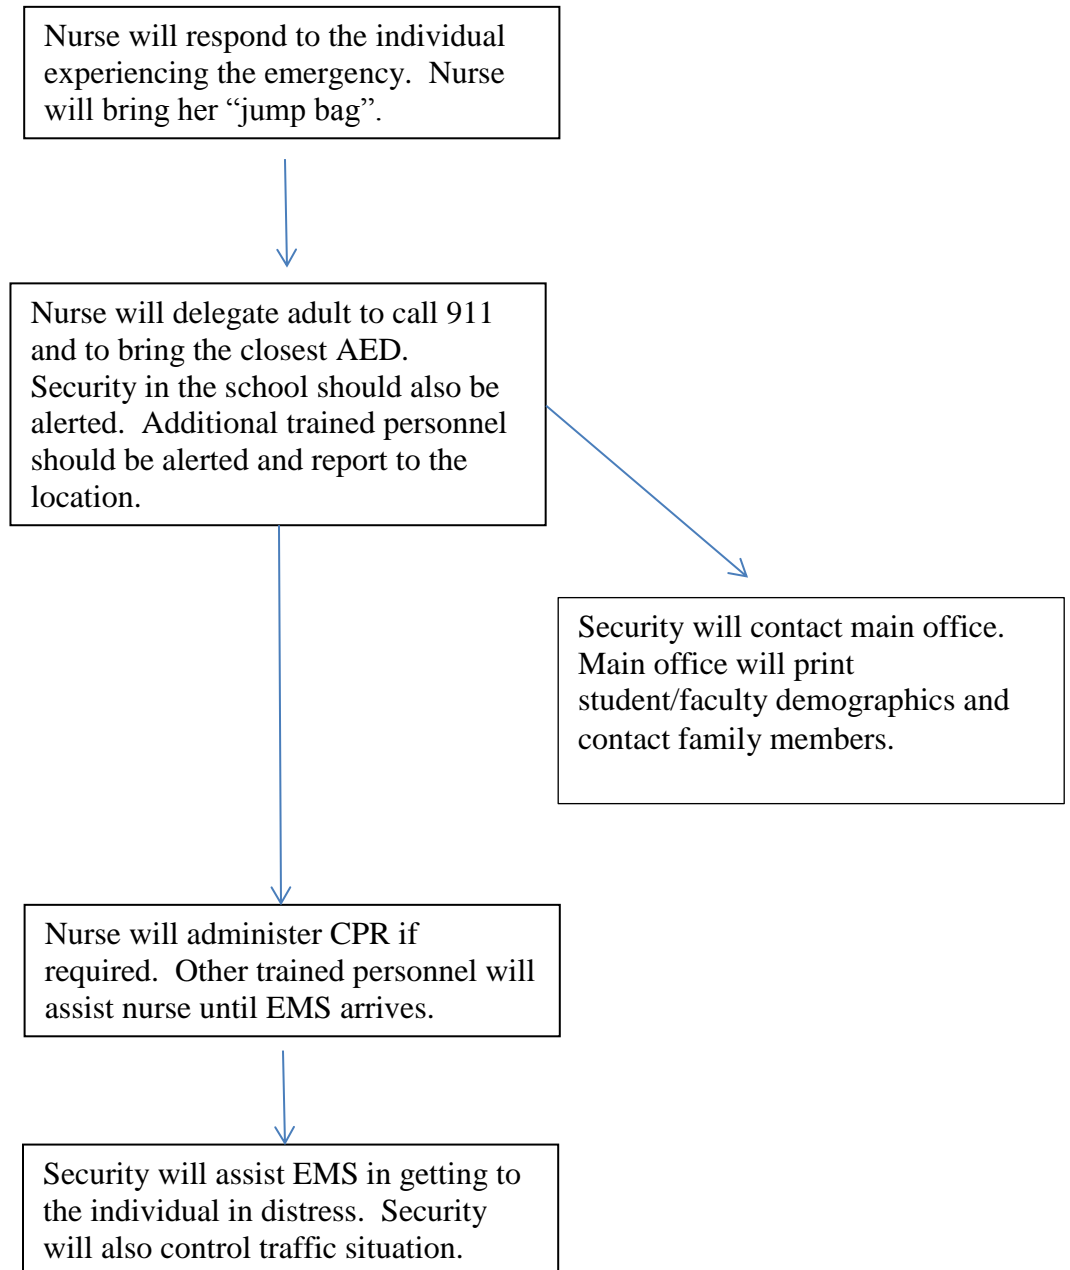 Nurse will respond to the individual
experiencing the emergency.  Nurse
will bring her “jump bag”.
Nurse will delegate adult to call 911
and to bring the closest AED.
Security in the school should also be
alerted.  Additional trained personnel
should be alerted and report to the
location.
Security will contact main office.
Main office will print
student/faculty demographics and
contact family members.
Nurse will administer CPR if
required.  Other trained personnel will
assist nurse until EMS arrives.
Security will assist EMS in getting to
the individual in distress.  Security
will also control traffic situation.